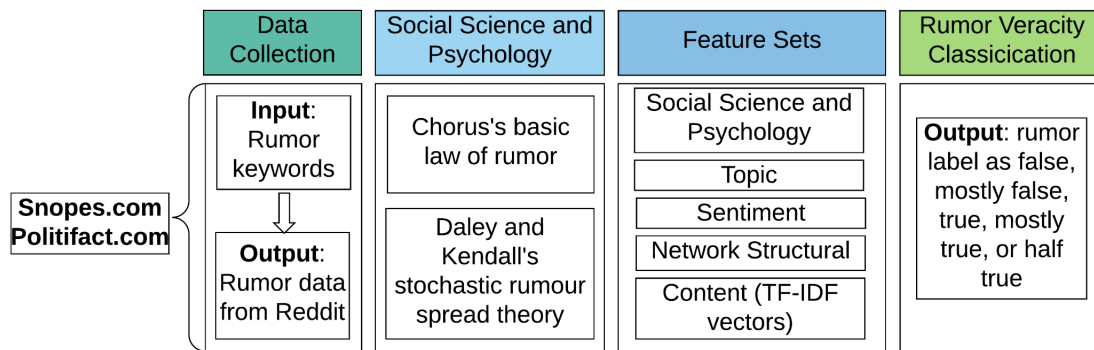 Data
Collection
Social Science and
Psychology
Feature Sets
Rumor Veracity
Classicication
Snopes.com
Politifact.com
Input:
Rumor
keywords
Output:
Rumor data
from Reddit
Chorus's basic
law of rumor
Daley and
Kendall's
stochastic rumour
spread theory
Social Science and
Psychology
Topic
Sentiment
Network Structural
Content (TF-IDF
vectors)
Output: rumor
label as false,
mostly false,
true, mostly
true, or half
true